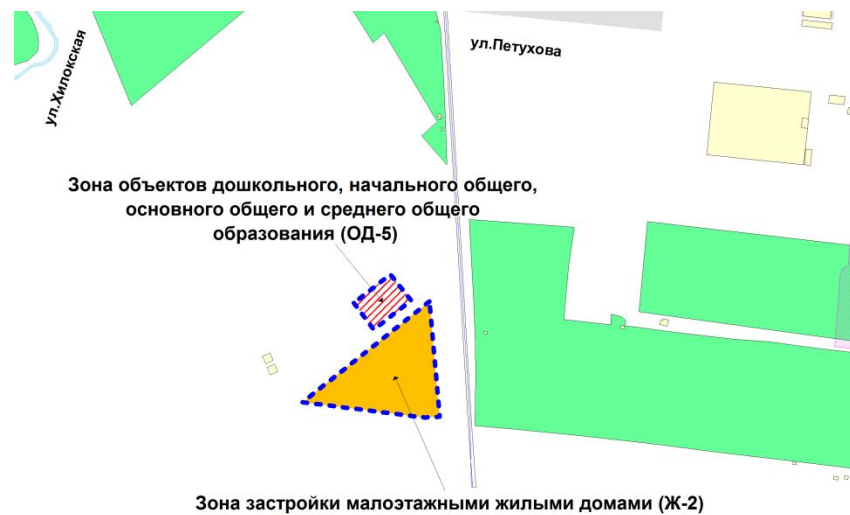 ул.Петухова
ул.Хилокская
Зона объектов дошкольного, начального общего,
основного общего и среднего общего
образования (ОД-5)
Зона застройки малоэтажными жилыми домами (Ж-2)